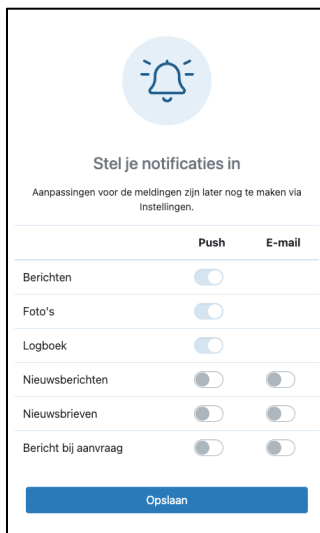 Stel je notificaties in
Aanpassingen voor de meldingen zijn later nog te maken via
Instellingen.
Push E-mail
Berichten
Foto's
Logboek
Nieuwsberichten
Nieuwsbrieven
Bericht bij aanvraag
Opslaan